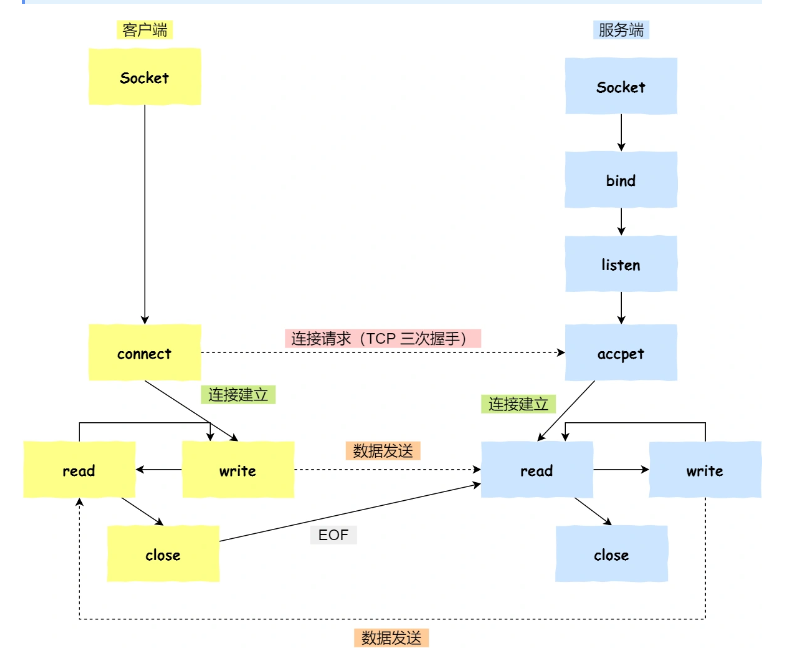 客户端
服务端
Socket
Socket
bind
listen
connect
连接请求（TCP 三次握手）
accpet
连接建立
连接建立
read
write
数据发送
read
write
close
EOF
close
数据发送